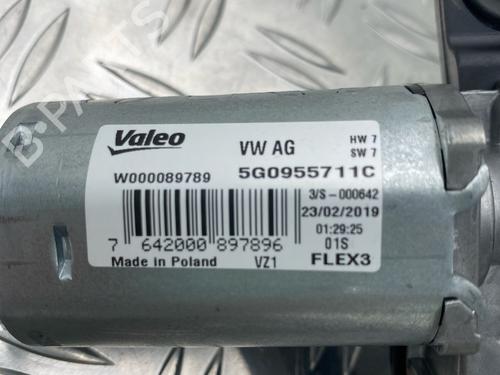 Valeo
VW AG
HW 7
SW 7
W000089789
5G0955711C
3/S-000642
23/02/2019
01:29:25
7 642000 897896
01S
Made in Poland
VZ1
FLEX3
B-PARTS